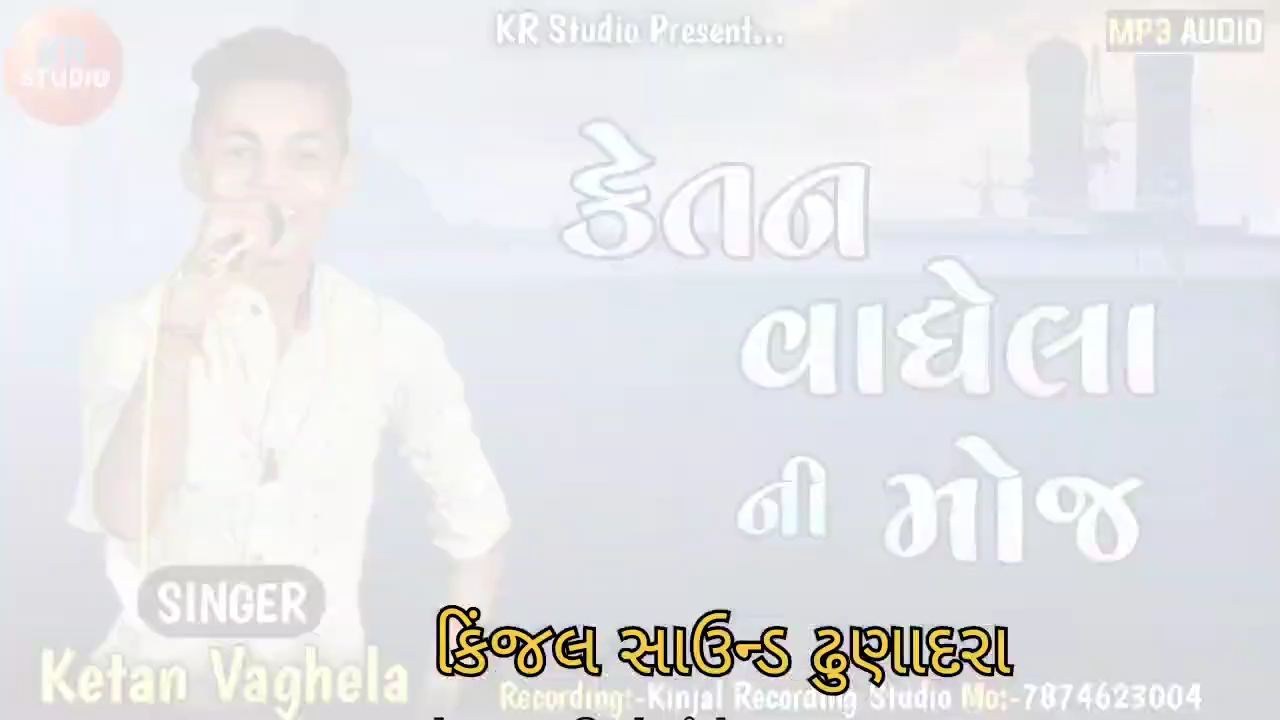 KR Studio Present...
MP3 AUDIO
KR
STUDIO
કેતન
વાઘેલા
ની મોજ
SINGER
Ketan Vaghela
કિંજલ સાઉન્ડ ઢુણાદરા
Recording:-Kinjal Recording Studio Mo:-7874623004